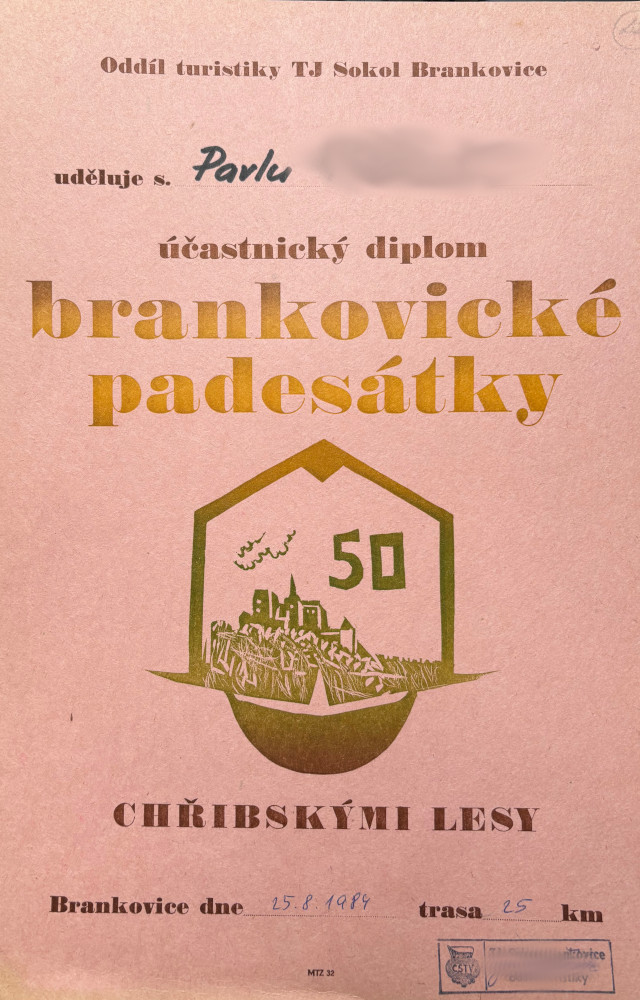 Oddíl turistiky TJ Sokol Brankovice
uděluje s. Pavlu
účastnický diplom
brankovické
padesátky
50
CHŘIBSKÝMI LESY
Brankovice dne 25.8.1984 trasa 25 km
MTZ 32
ČSTV